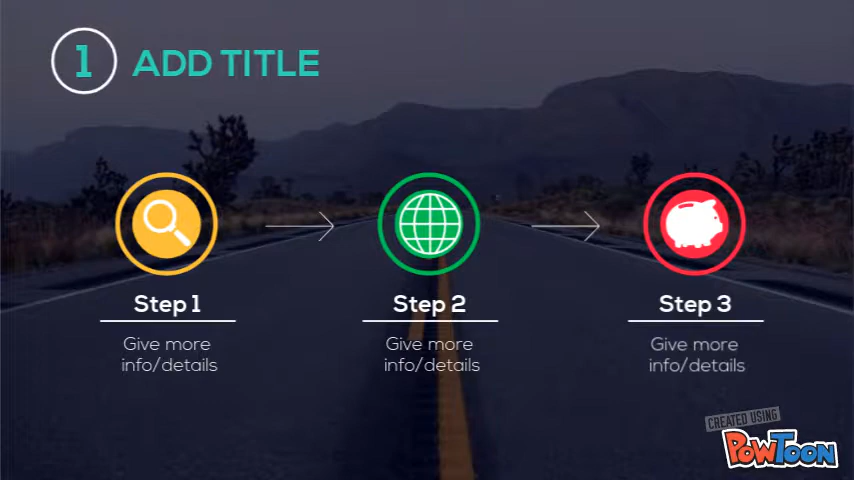 1 ADD TITLE
Step 1
Give more
info/details
Step 2
Give more
info/details
Step 3
Give more
info/details
CREATED USING
POWTOON